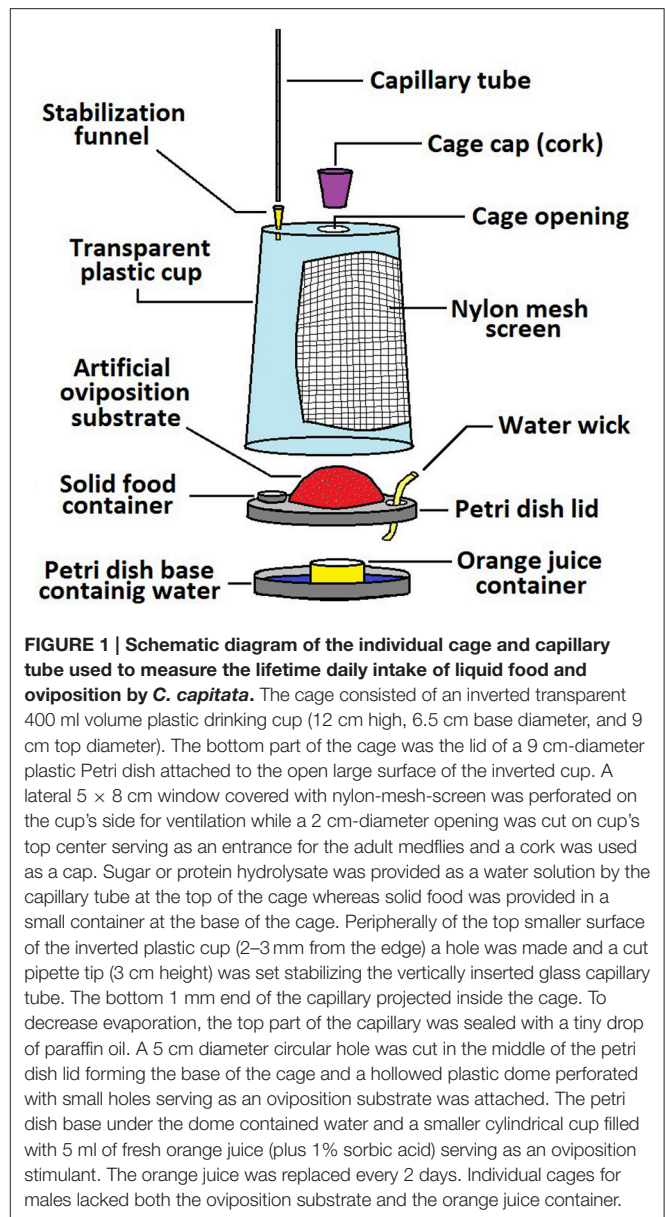 Capillary tube
Stabilization
funnel
Cage cap (cork)
Cage opening
Transparent
plastic cup
Nylon mesh
screen
Artificial
oviposition
substrate
Water wick
Solid food
container
Petri dish lid
Petri dish base
containig water
Orange juice
container
FIGURE 1 | Schematic diagram of the individual cage and capillary
tube used to measure the lifetime daily intake of liquid food and
oviposition by C. capitata. The cage consisted of an inverted transparent
400 ml volume plastic drinking cup (12 cm high, 6.5 cm base diameter, and 9
cm top diameter). The bottom part of the cage was the lid of a 9 cm-diameter
plastic Petri dish attached to the open large surface of the inverted cup. A
lateral 5 × 8 cm window covered with nylon-mesh-screen was perforated on
the cup's side for ventilation while a 2 cm-diameter opening was cut on cup's
top center serving as an entrance for the adult medflies and a cork was used
as a cap. Sugar or protein hydrolysate was provided as a water solution by the
capillary tube at the top of the cage whereas solid food was provided in a
small container at the base of the cage. Peripherally of the top smaller surface
of the inverted plastic cup (2–3 mm from the edge) a hole was made and a cut
pipette tip (3 cm height) was set stabilizing the vertically inserted glass capillary
tube. The bottom 1 mm end of the capillary projected inside the cage. To
decrease evaporation, the top part of the capillary was sealed with a tiny drop
of paraffin oil. A 5 cm diameter circular hole was cut in the middle of the petri
dish lid forming the base of the cage and a hollowed plastic dome perforated
with small holes serving as an oviposition substrate was attached. The petri
dish base under the dome contained water and a smaller cylindrical cup filled
with 5 ml of fresh orange juice (plus 1% sorbic acid) serving as an oviposition
stimulant. The orange juice was replaced every 2 days. Individual cages for
males lacked both the oviposition substrate and the orange juice container.